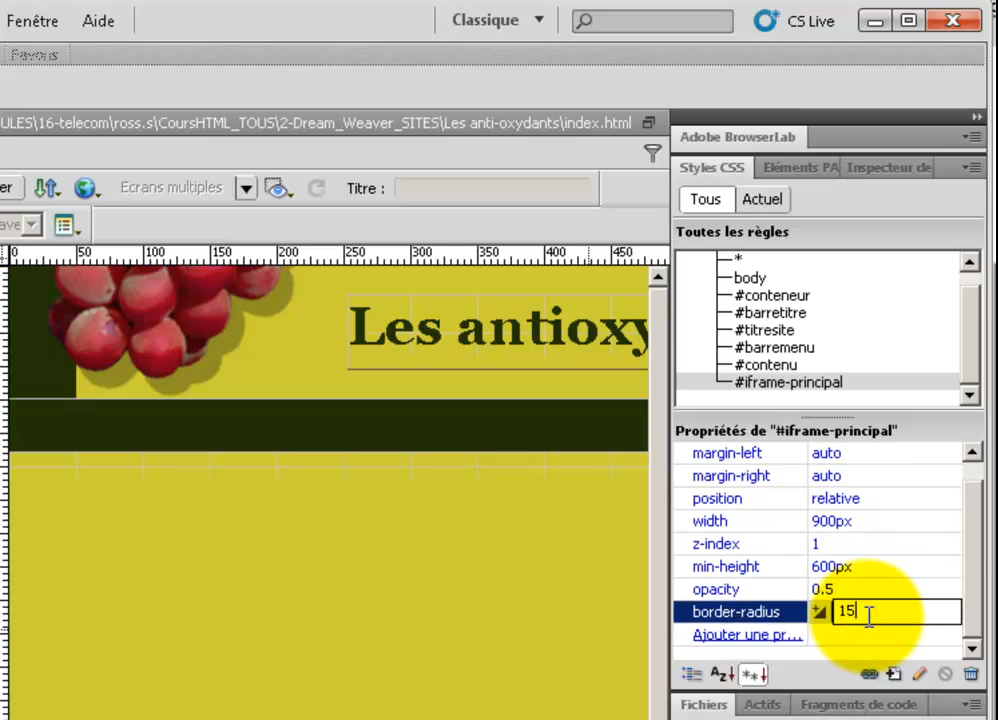 Fenêtre Aide Classique CS Live
Favoris
ULES\16-telecom\ross.s\CoursHTML_TOUS\2-Dream_Weaver_SITES\Les anti-oxydants\index.html
Adobe BrowserLab
Styles CSS Eléments PA Inspecteur de
er Ecrans multiples Titre :
Tous Actuel
ave
Toutes les règles
0 50 100 150 200 250 300 350 400 450
*
body
#conteneur
#barretitre
#titresite
#barremenu
#contenu
#iframe-principal
Les antioxy
Propriétés de "#iframe-principal"
margin-left auto
margin-right auto
position relative
width 900px
z-index 1
min-height 600px
opacity 0.5
border-radius 15
Ajouter une pr...
Fichiers Actifs Fragments de code